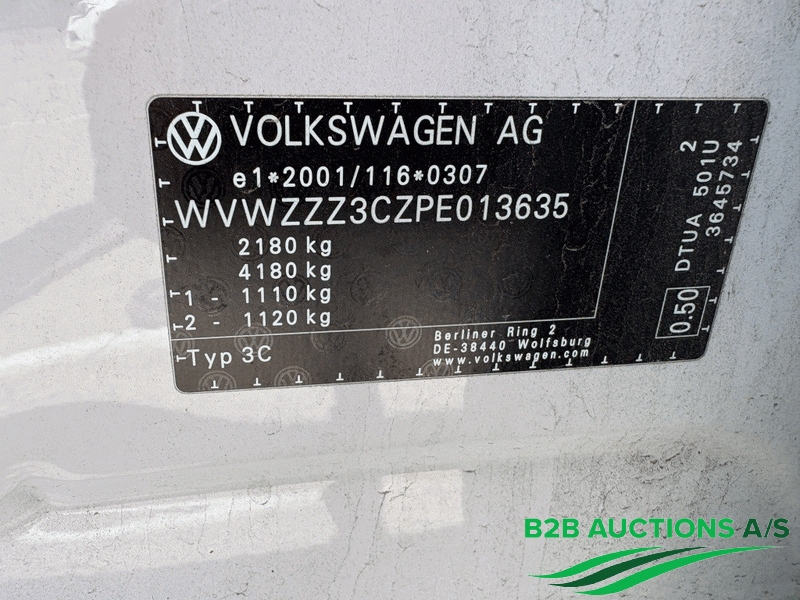 VOLKSWAGEN AG
e1*2001/116*0307
WVWZZZ3CZPE013635
2180 kg
4180 kg
1 - 1110 kg
2 - 1120 kg
Typ 3C
Berliner Ring 2
DE-38440 Wolfsburg
www.volkswagen.com
2
DTUA 501U
3645734
0.50
B2B AUCTIONS A/S